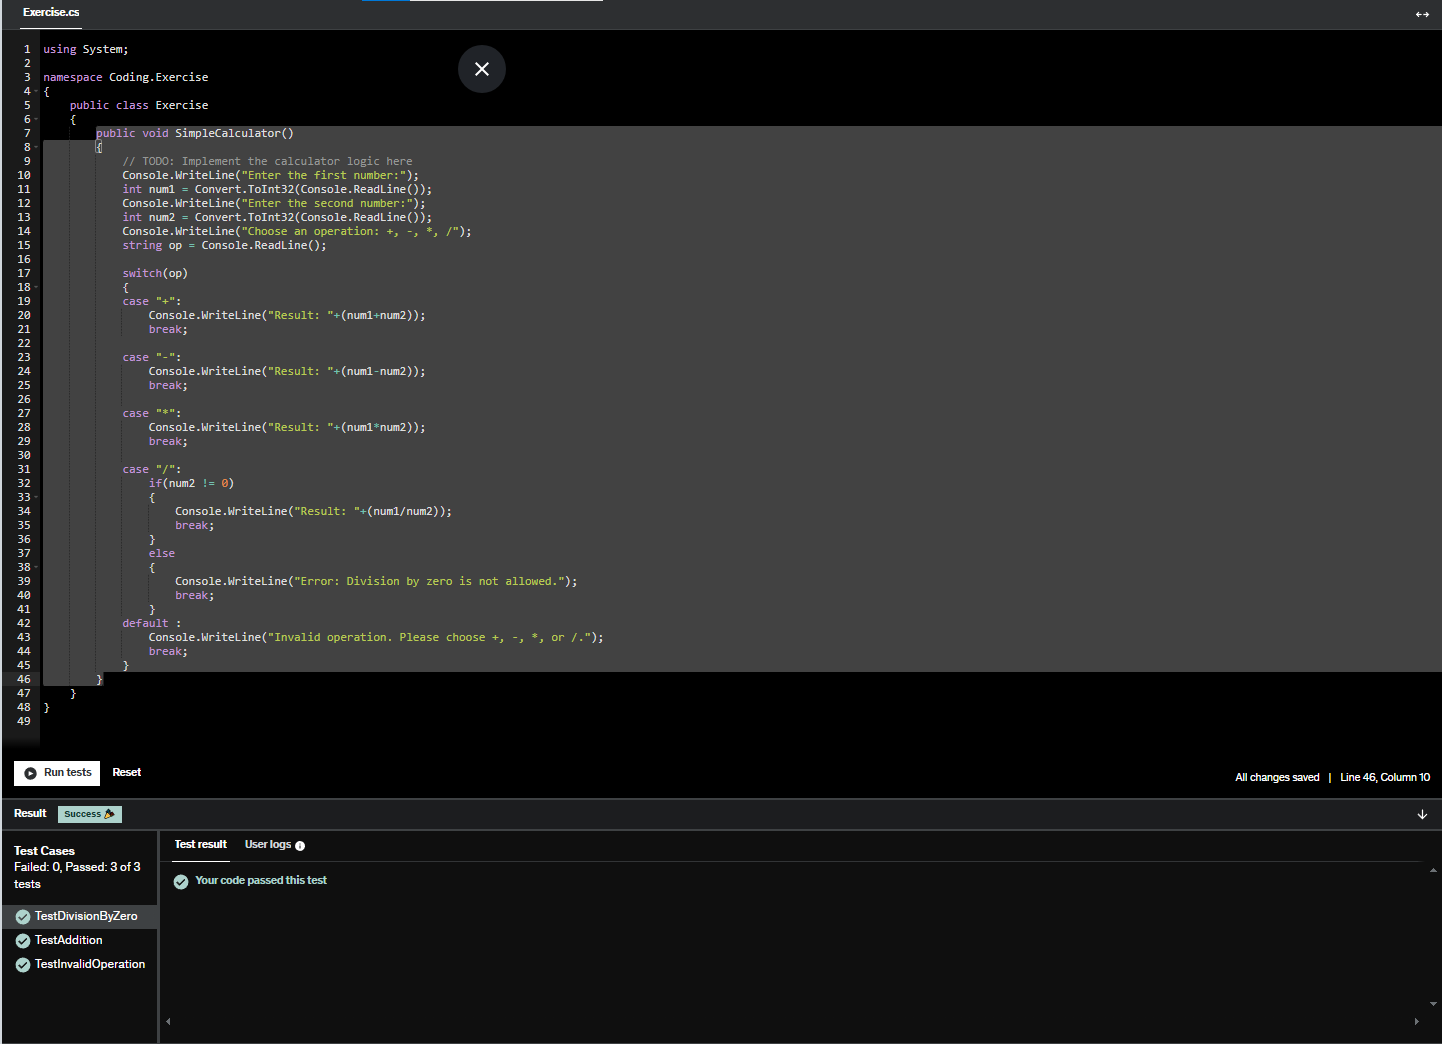 Exercise.cs
1 using System;
2
3 namespace Coding.Exercise
4 {
5     public class Exercise
6     {
7         public void SimpleCalculator()
8         {
9             // TODO: Implement the calculator logic here
10             Console.WriteLine("Enter the first number:");
11             int num1 = Convert.ToInt32(Console.ReadLine());
12             Console.WriteLine("Enter the second number:");
13             int num2 = Convert.ToInt32(Console.ReadLine());
14             Console.WriteLine("Choose an operation: +, -, *, /");
15             string op = Console.ReadLine();
16
17             switch(op)
18             {
19             case "+":
20                 Console.WriteLine("Result: "+(num1+num2));
21                 break;
22
23             case "-":
24                 Console.WriteLine("Result: "+(num1-num2));
25                 break;
26
27             case "*":
28                 Console.WriteLine("Result: "+(num1*num2));
29                 break;
30
31             case "/":
32                 if(num2 != 0)
33                 {
34                     Console.WriteLine("Result: "+(num1/num2));
35                     break;
36                 }
37                 else
38                 {
39                     Console.WriteLine("Error: Division by zero is not allowed.");
40                     break;
41                 }
42             default :
43                 Console.WriteLine("Invalid operation. Please choose +, -, *, or /.");
44                 break;
45             }
46         }
47     }
48 }
49
Run tests Reset
All changes saved | Line 46, Column 10
Result Success
Test Cases
Failed: 0, Passed: 3 of 3
tests
TestDivisionByZero
TestAddition
TestInvalidOperation
Test result User logs
Your code passed this test